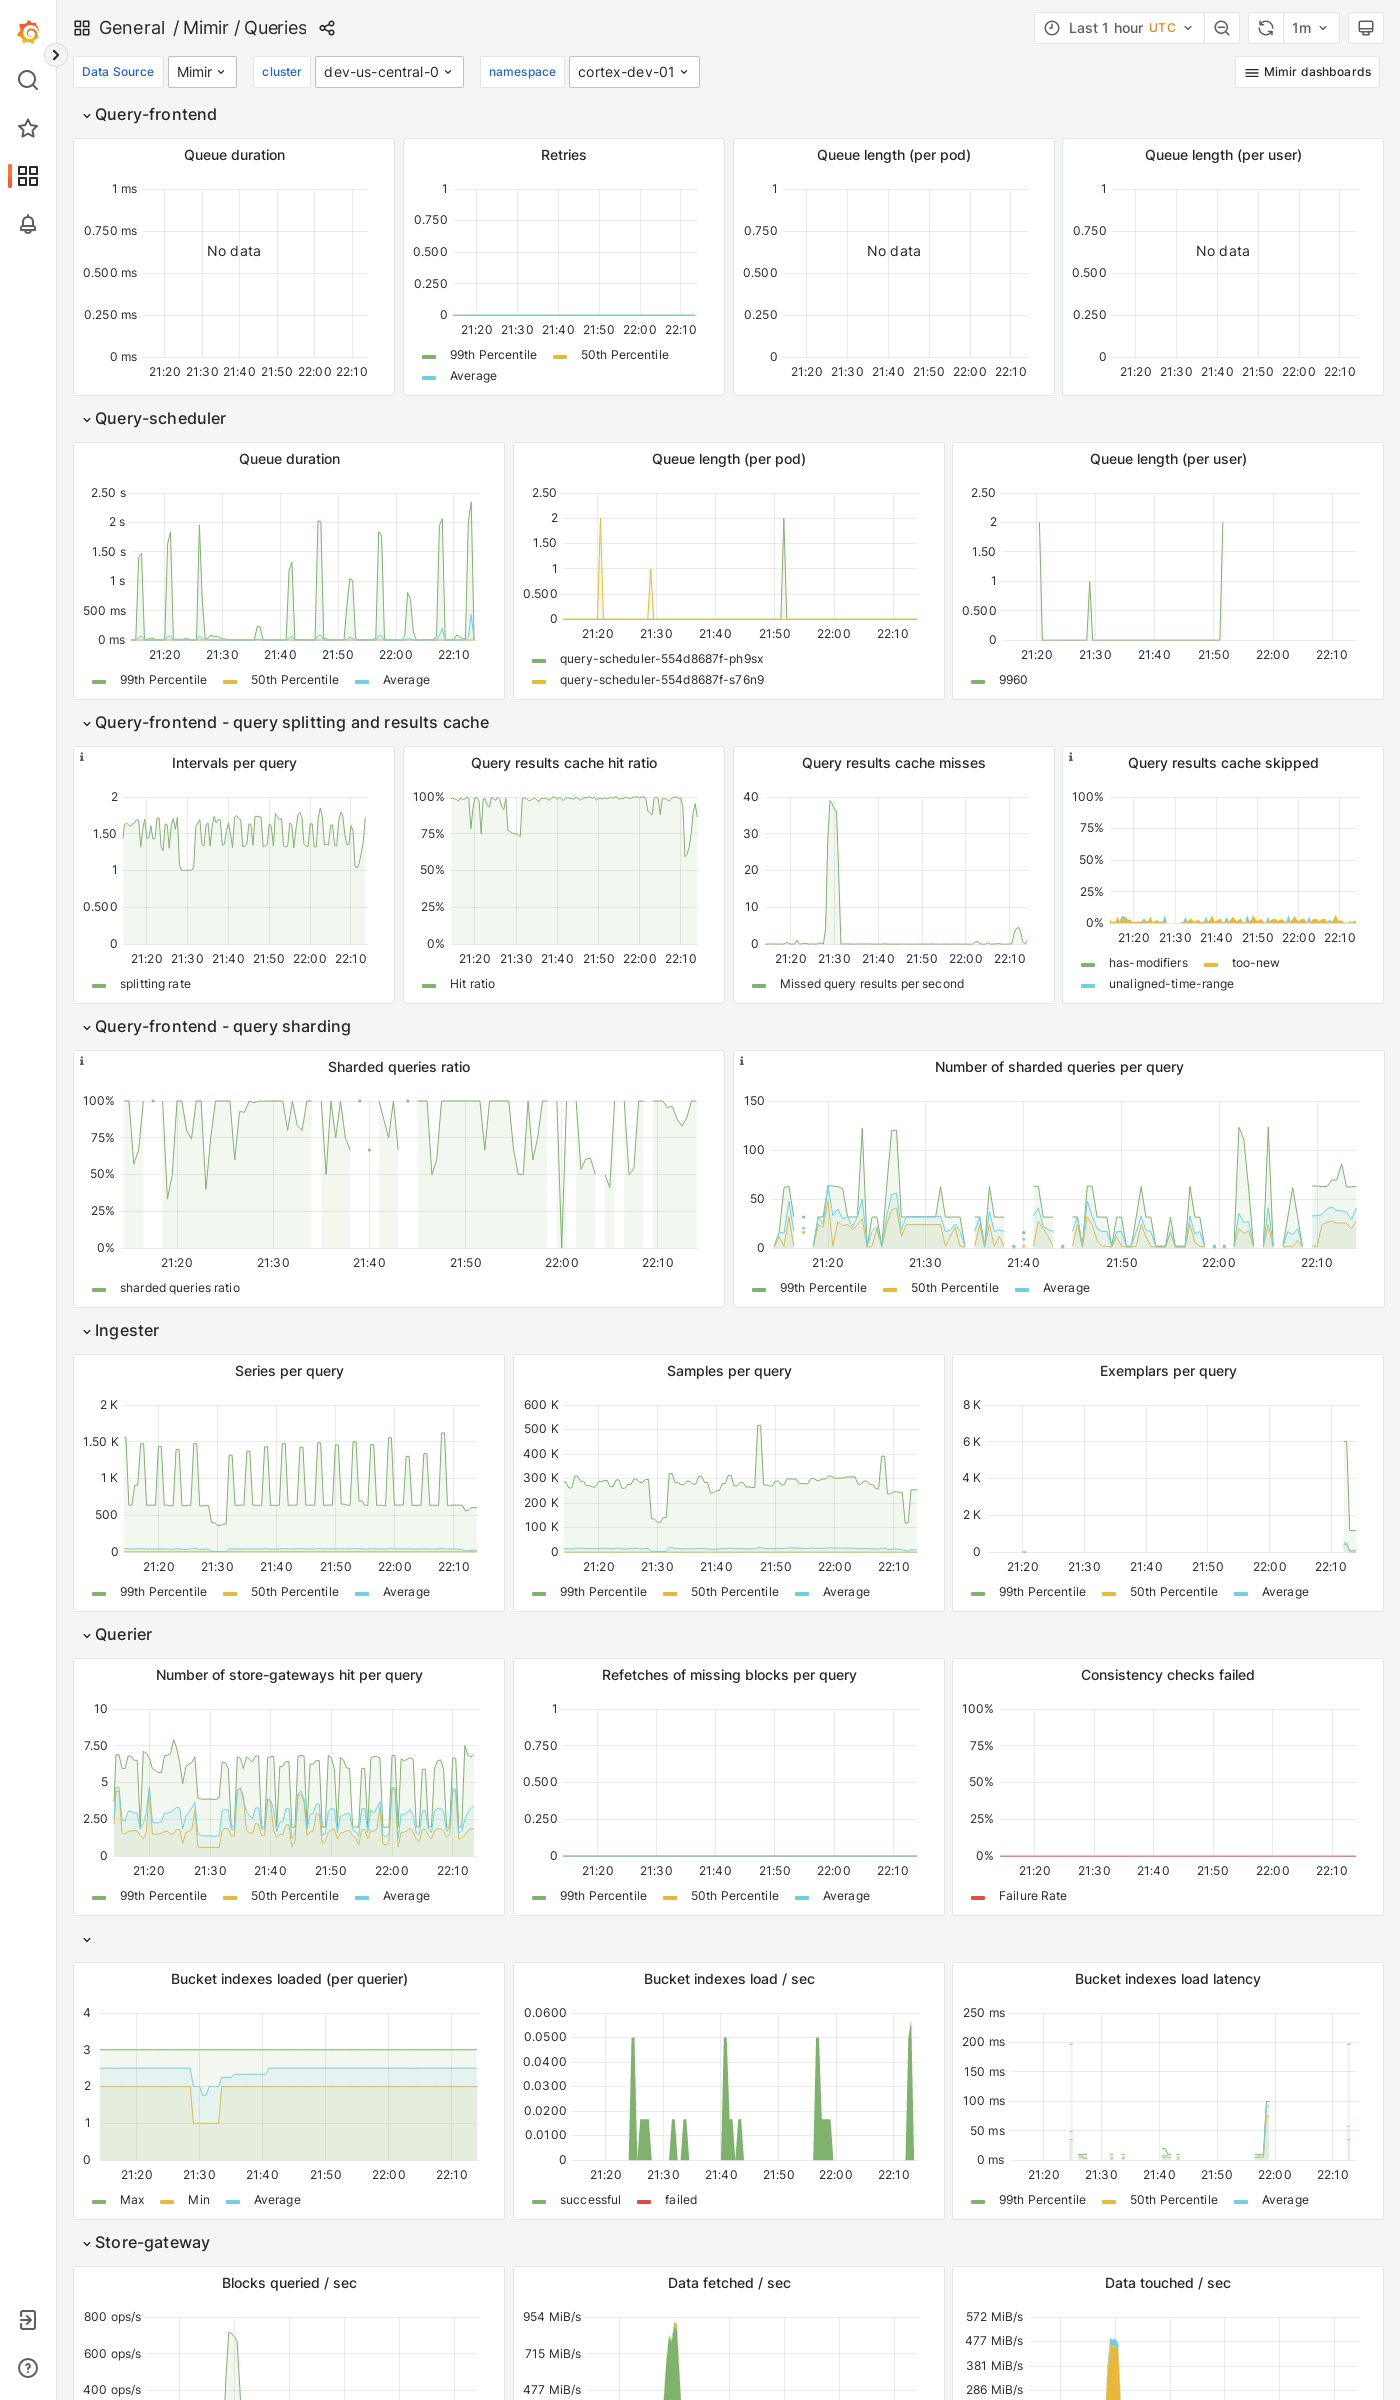 General / Mimir / Queries
Last 1 hour UTC
1m
Data Source Mimir cluster dev-us-central-0 namespace cortex-dev-01 Mimir dashboards
Query-frontend
Queue duration
1 ms
0.750 ms
0.500 ms
0.250 ms
0 ms
No data
21:20 21:30 21:40 21:50 22:00 22:10
Retries
1
0.750
0.500
0.250
0
21:20 21:30 21:40 21:50 22:00 22:10
99th Percentile 50th Percentile
Average
Queue length (per pod)
1
0.750
0.500
0.250
0
No data
21:20 21:30 21:40 21:50 22:00 22:10
Queue length (per user)
1
0.750
0.500
0.250
0
No data
21:20 21:30 21:40 21:50 22:00 22:10
Query-scheduler
Queue duration
2.50 s
2 s
1.50 s
1 s
500 ms
0 ms
21:20 21:30 21:40 21:50 22:00 22:10
99th Percentile 50th Percentile Average
Queue length (per pod)
2.50
2
1.50
1
0.500
0
21:20 21:30 21:40 21:50 22:00 22:10
query-scheduler-554d8687f-ph9sx
query-scheduler-554d8687f-s76n9
Queue length (per user)
2.50
2
1.50
1
0.500
0
21:20 21:30 21:40 21:50 22:00 22:10
9960
Query-frontend - query splitting and results cache
Intervals per query
2
1.50
1
0.500
0
21:20 21:30 21:40 21:50 22:00 22:10
splitting rate
Query results cache hit ratio
100%
75%
50%
25%
0%
21:20 21:30 21:40 21:50 22:00 22:10
Hit ratio
Query results cache misses
40
30
20
10
0
21:20 21:30 21:40 21:50 22:00 22:10
Missed query results per second
Query results cache skipped
100%
75%
50%
25%
0%
21:20 21:30 21:40 21:50 22:00 22:10
has-modifiers too-new
unaligned-time-range
Query-frontend - query sharding
Sharded queries ratio
100%
75%
50%
25%
0%
21:20 21:30 21:40 21:50 22:00 22:10
sharded queries ratio
Number of sharded queries per query
150
100
50
0
21:20 21:30 21:40 21:50 22:00 22:10
99th Percentile 50th Percentile Average
Ingester
Series per query
2 K
1.50 K
1 K
500
0
21:20 21:30 21:40 21:50 22:00 22:10
99th Percentile 50th Percentile Average
Samples per query
600 K
500 K
400 K
300 K
200 K
100 K
0
21:20 21:30 21:40 21:50 22:00 22:10
99th Percentile 50th Percentile Average
Exemplars per query
8 K
6 K
4 K
2 K
0
21:20 21:30 21:40 21:50 22:00 22:10
99th Percentile 50th Percentile Average
Querier
Number of store-gateways hit per query
10
7.50
5
2.50
0
21:20 21:30 21:40 21:50 22:00 22:10
99th Percentile 50th Percentile Average
Refetches of missing blocks per query
1
0.750
0.500
0.250
0
21:20 21:30 21:40 21:50 22:00 22:10
99th Percentile 50th Percentile Average
Consistency checks failed
100%
75%
50%
25%
0%
21:20 21:30 21:40 21:50 22:00 22:10
Failure Rate
Bucket indexes loaded (per querier)
4
3
2
1
0
21:20 21:30 21:40 21:50 22:00 22:10
Max Min Average
Bucket indexes load / sec
0.0600
0.0500
0.0400
0.0300
0.0200
0.0100
0
21:20 21:30 21:40 21:50 22:00 22:10
successful failed
Bucket indexes load latency
250 ms
200 ms
150 ms
100 ms
50 ms
0 ms
21:20 21:30 21:40 21:50 22:00 22:10
99th Percentile 50th Percentile Average
Store-gateway
Blocks queried / sec
800 ops/s
600 ops/s
400 ops/s
Data fetched / sec
954 MiB/s
715 MiB/s
477 MiB/s
Data touched / sec
572 MiB/s
477 MiB/s
381 MiB/s
286 MiB/s